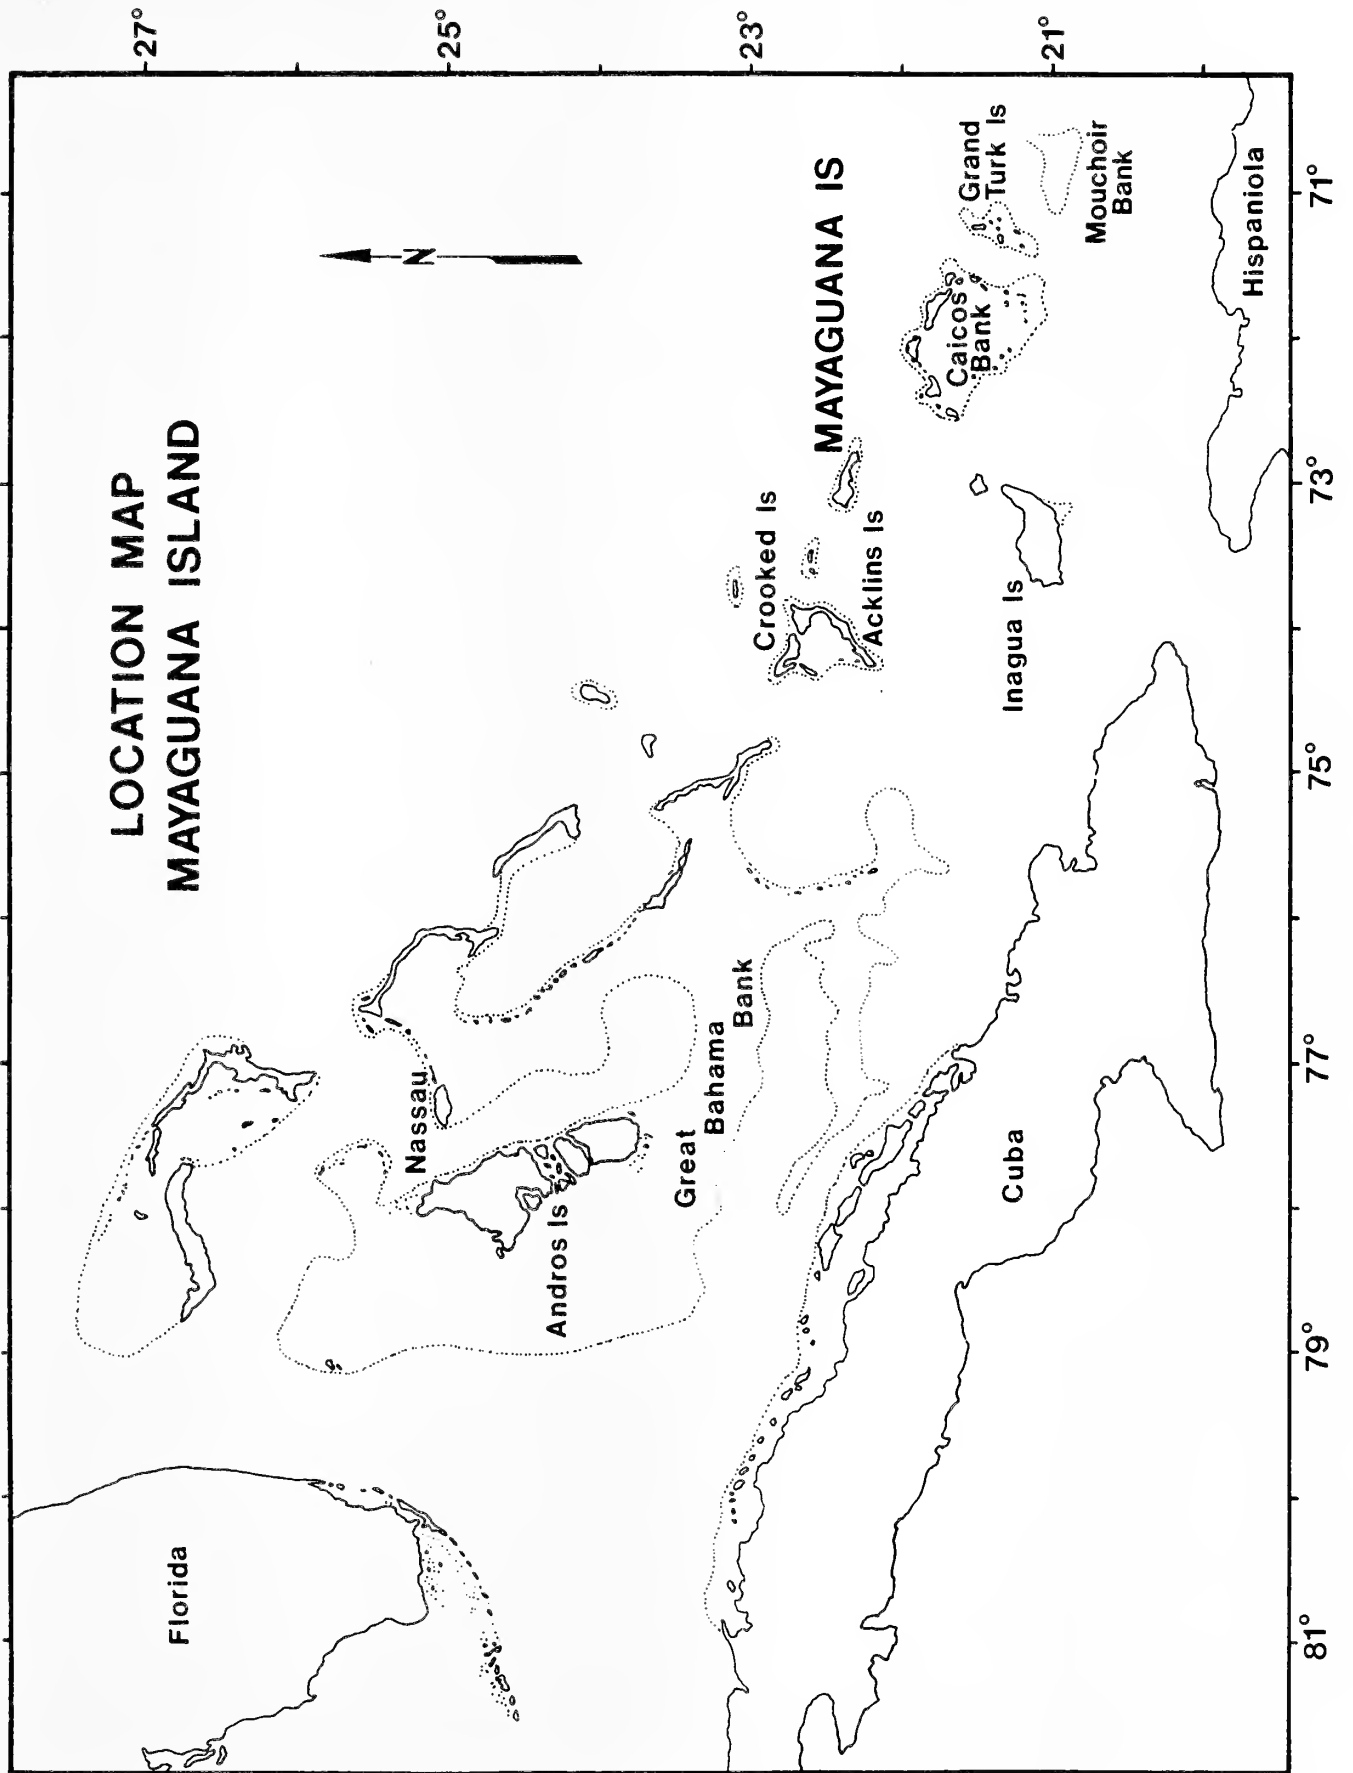 LOCATION MAP
MAYAGUANA ISLAND
N
27°
25°
23°
21°
Florida
Nassau
Andros Is
Great
Bahama
Bank
Crooked Is
Acklins Is
MAYAGUANA IS
Caicos
Bank
Grand
Turk Is
Mouchoir
Bank
Inagua Is
Cuba
Hispaniola
81°
79°
77°
75°
73°
71°